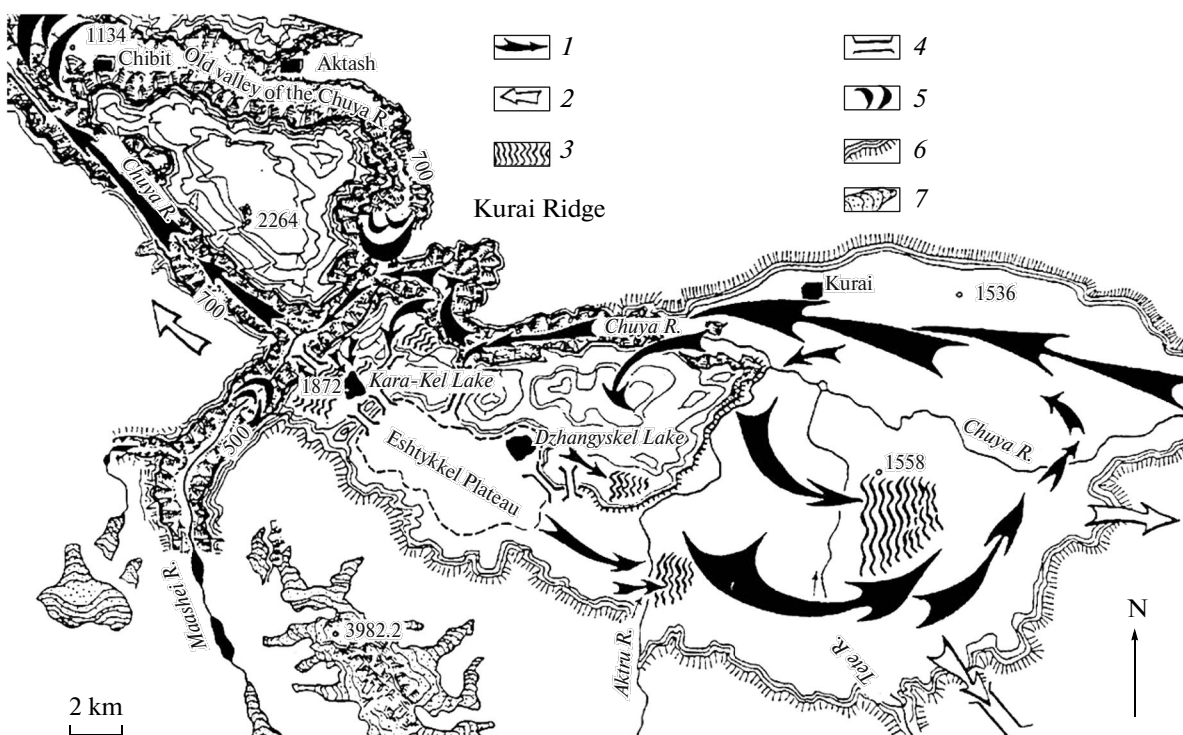 1134
Chibit
Aktash
Old valley of the Chuya R.
1
2
3
4
5
6
7
700
Chuya R.
2264
Kurai Ridge
Kurai
1536
700
Chuya R.
1872
Kara-Kel Lake
Dzhangyskel Lake
Chuya R.
500
Eshtykkel Plateau
1558
Maashei R.
3982.2
Aktru R.
Tete R.
N
2 km